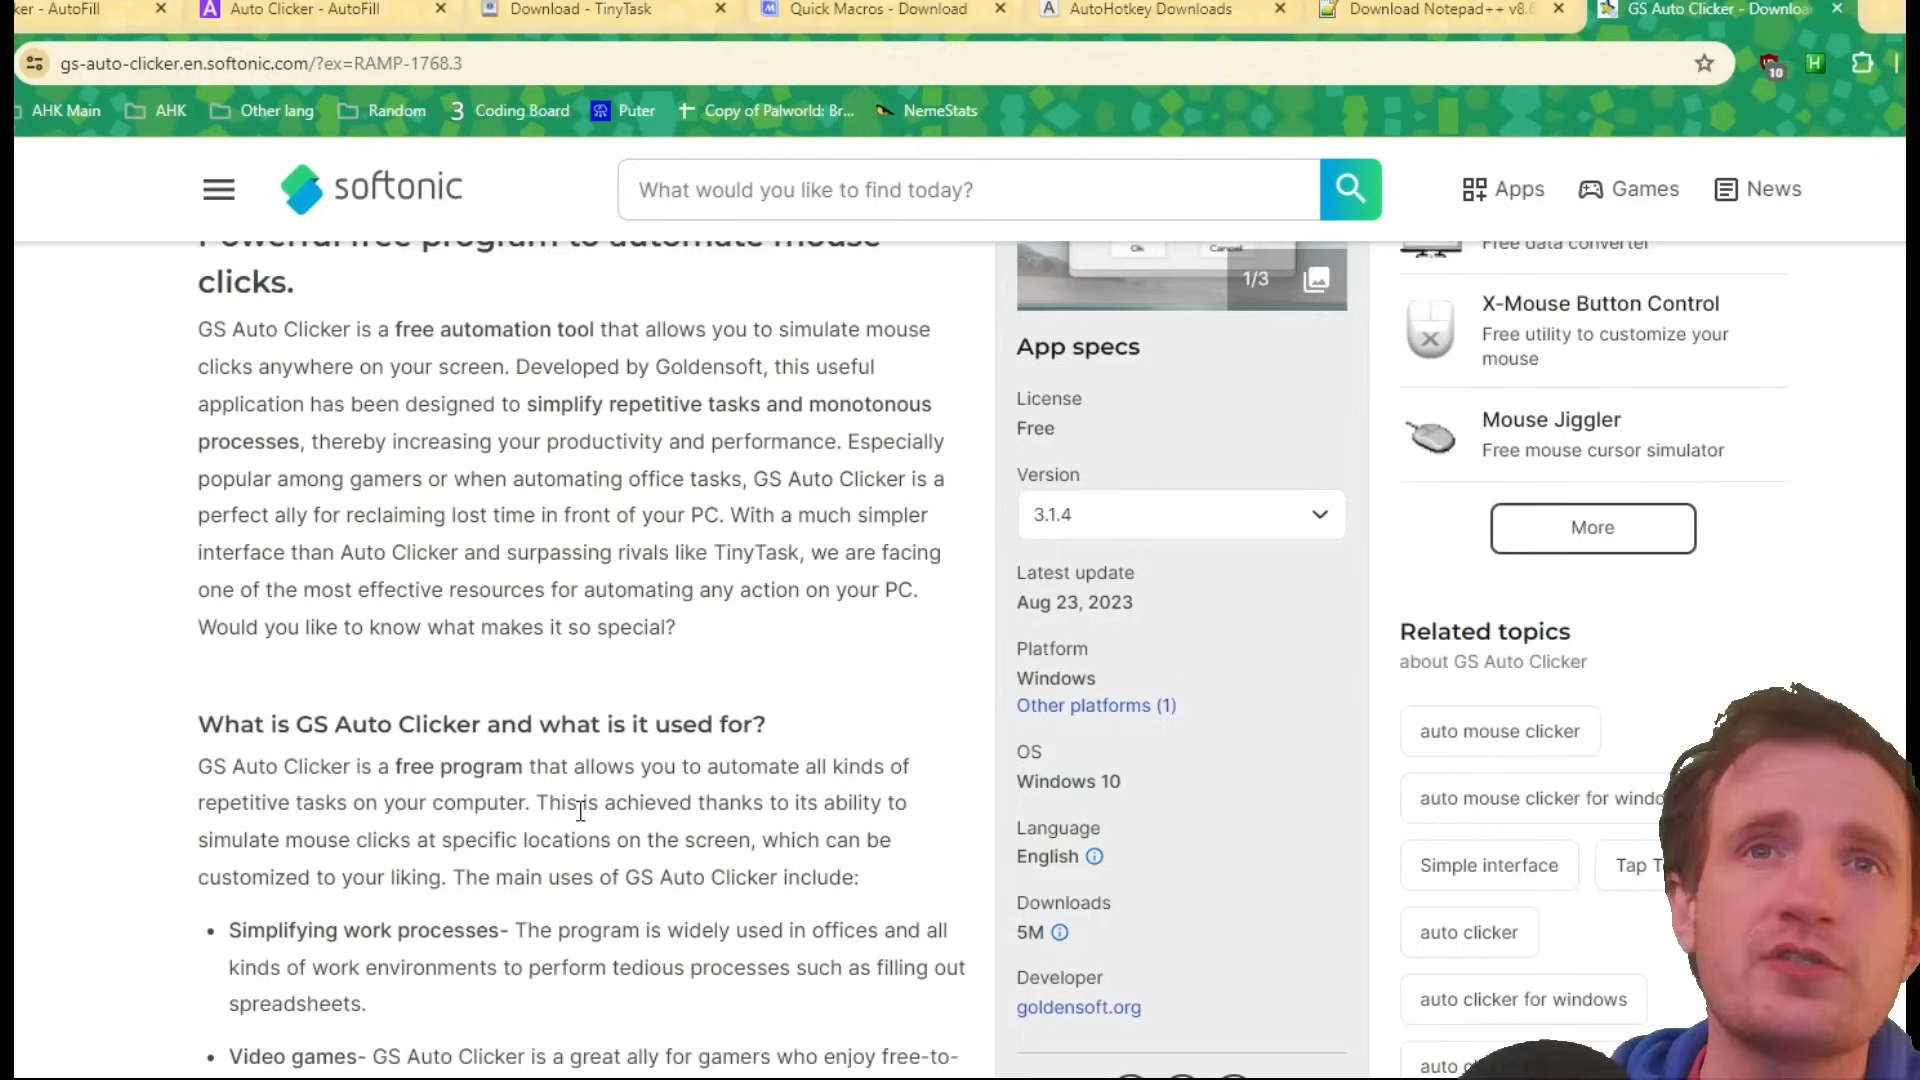 ker - AutoFill
Auto Clicker - AutoFill
Download - TinyTask
Quick Macros - Download
AutoHotkey Downloads
Download Notepad++ v8.6
GS Auto Clicker - Downloa
gs-auto-clicker.en.softonic.com/?ex=RAMP-1768.3
10
H
AHK Main
AHK
Other lang
Random
Coding Board
Puter
Copy of Palworld: Br...
NemeStats
softonic
What would you like to find today?
Apps
Games
News
Powerful free program to automate mouse
clicks.
GS Auto Clicker is a free automation tool that allows you to simulate mouse
clicks anywhere on your screen. Developed by Goldensoft, this useful
application has been designed to simplify repetitive tasks and monotonous
processes, thereby increasing your productivity and performance. Especially
popular among gamers or when automating office tasks, GS Auto Clicker is a
perfect ally for reclaiming lost time in front of your PC. With a much simpler
interface than Auto Clicker and surpassing rivals like TinyTask, we are facing
one of the most effective resources for automating any action on your PC.
Would you like to know what makes it so special?
What is GS Auto Clicker and what is it used for?
GS Auto Clicker is a free program that allows you to automate all kinds of
repetitive tasks on your computer. This is achieved thanks to its ability to
simulate mouse clicks at specific locations on the screen, which can be
customized to your liking. The main uses of GS Auto Clicker include:
• Simplifying work processes- The program is widely used in offices and all
kinds of work environments to perform tedious processes such as filling out
spreadsheets.
• Video games- GS Auto Clicker is a great ally for gamers who enjoy free-to-
Ok
Cancel
1/3
App specs
License
Free
Version
3.1.4
Latest update
Aug 23, 2023
Platform
Windows
Other platforms (1)
OS
Windows 10
Language
English
Downloads
5M
Developer
goldensoft.org
Free data converter
X-Mouse Button Control
Free utility to customize your
mouse
Mouse Jiggler
Free mouse cursor simulator
More
Related topics
about GS Auto Clicker
auto mouse clicker
auto mouse clicker for windo
Simple interface
Tap T
auto clicker
auto clicker for windows